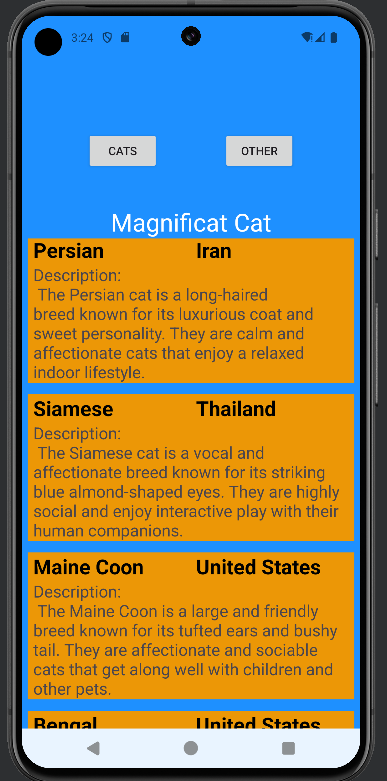 3:24
CATS OTHER
Magnificat Cat
Persian Iran
Description:
The Persian cat is a long-haired
breed known for its luxurious coat and
sweet personality. They are calm and
affectionate cats that enjoy a relaxed
indoor lifestyle.
Siamese Thailand
Description:
The Siamese cat is a vocal and
affectionate breed known for its striking
blue almond-shaped eyes. They are highly
social and enjoy interactive play with their
human companions.
Maine Coon United States
Description:
The Maine Coon is a large and friendly
breed known for its tufted ears and bushy
tail. They are affectionate and sociable
cats that get along well with children and
other pets.
Bengal United States